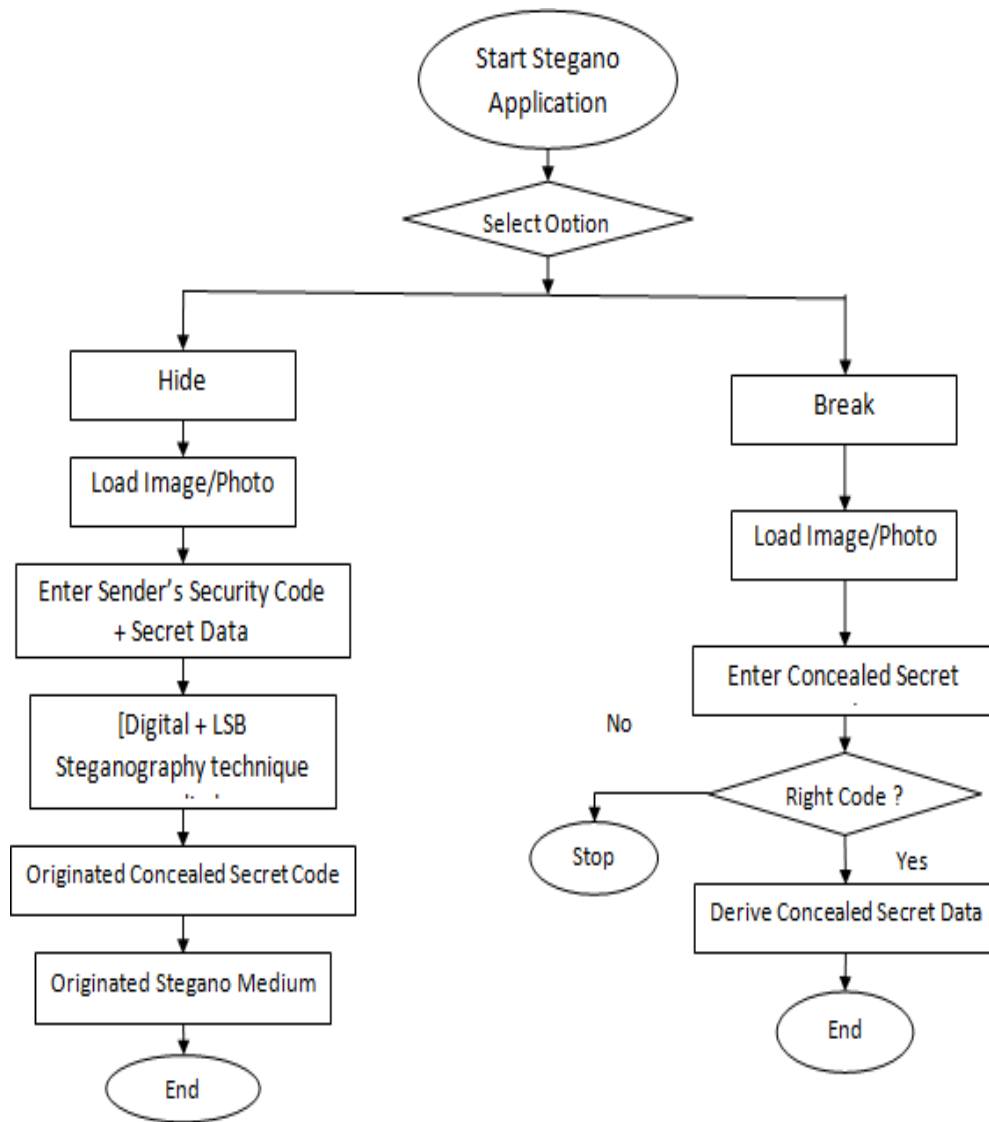 Start Stegano
Application
Select Option
Hide
Load Image/Photo
Enter Sender's Security Code
+ Secret Data
[Digital + LSB
Steganography technique
Originated Concealed Secret Code
Originated Stegano Medium
End
Break
Load Image/Photo
Enter Concealed Secret
No
Right Code ?
Stop
Yes
Derive Concealed Secret Data
End